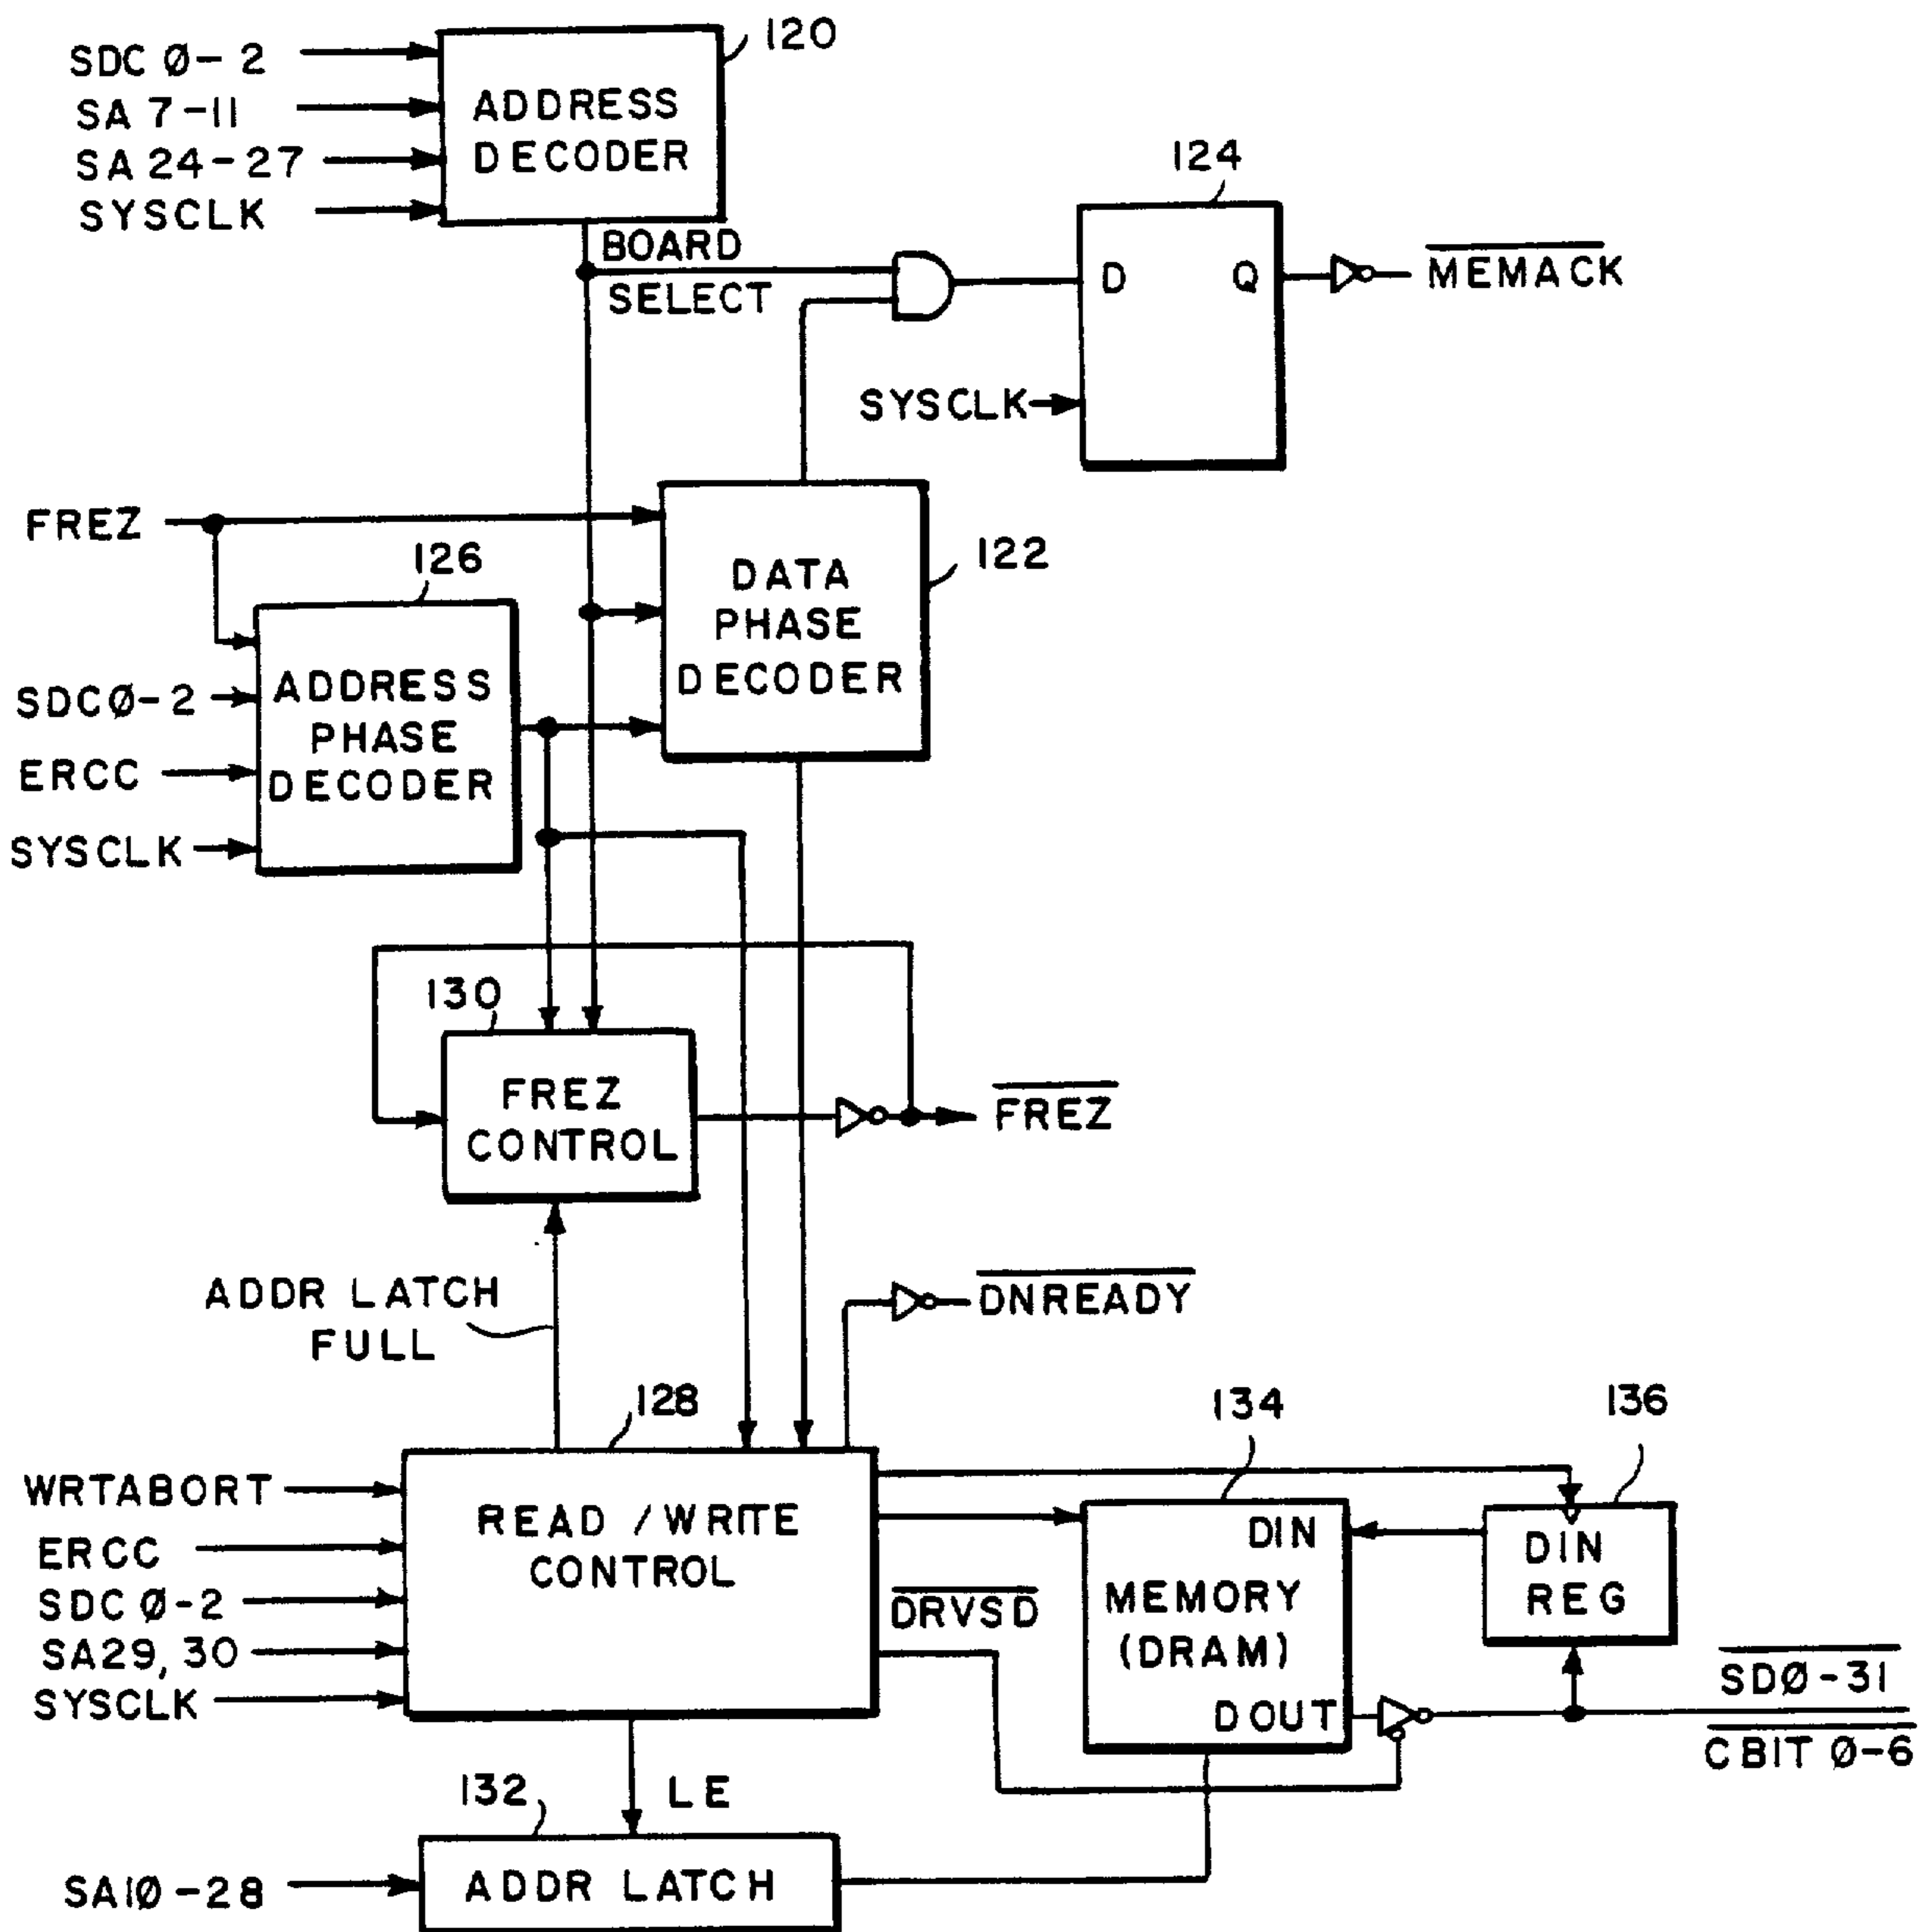 SDC Ø-2
120
SA 7-11
ADDRESS
DECODER
SA 24-27
SYSCLK
124
BOARD
SELECT
D
Q
MEMACK
SYSCLK
FREZ
126
122
DATA
PHASE
DECODER
SDCØ-2
ADDRESS
PHASE
DECODER
ERCC
SYSCLK
130
FREZ
CONTROL
FREZ
ADDR LATCH
FULL
DNREADY
128
134
136
WRTABORT
ERCC
SDC Ø-2
SA29, 30
SYSCLK
READ / WRITE
CONTROL
DRVSD
DIN
MEMORY
(DRAM)
DOUT
DIN
REG
SDØ-31
CBIT Ø-6
132
LE
SA1Ø-28
ADDR LATCH